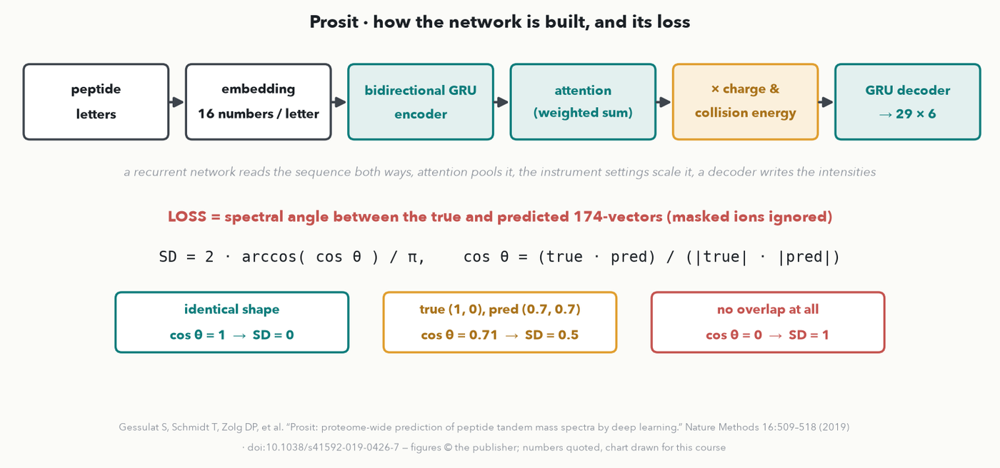 Prosit · how the network is built, and its loss
peptide
letters
embedding
16 numbers / letter
bidirectional GRU
encoder
attention
(weighted sum)
× charge &
collision energy
GRU decoder
→ 29 × 6
a recurrent network reads the sequence both ways, attention pools it, the instrument settings scale it, a decoder writes the intensities
LOSS = spectral angle between the true and predicted 174-vectors (masked ions ignored)
SD = 2 · arccos( cos θ ) / π,    cos θ = (true · pred) / (|true| · |pred|)
identical shape
cos θ = 1 → SD = 0
true (1, 0), pred (0.7, 0.7)
cos θ = 0.71 → SD = 0.5
no overlap at all
cos θ = 0 → SD = 1
Gessulat S, Schmidt T, Zolg DP, et al. “Prosit: proteome-wide prediction of peptide tandem mass spectra by deep learning.” Nature Methods 16:509–518 (2019)
· doi:10.1038/s41592-019-0426-7 — figures © the publisher; numbers quoted, chart drawn for this course